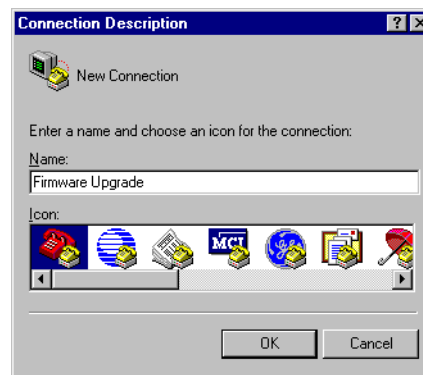 Connection Description
New Connection
Enter a name and choose an icon for the connection:
Name:
Firmware Upgrade
Icon:
MCI
OK
Cancel